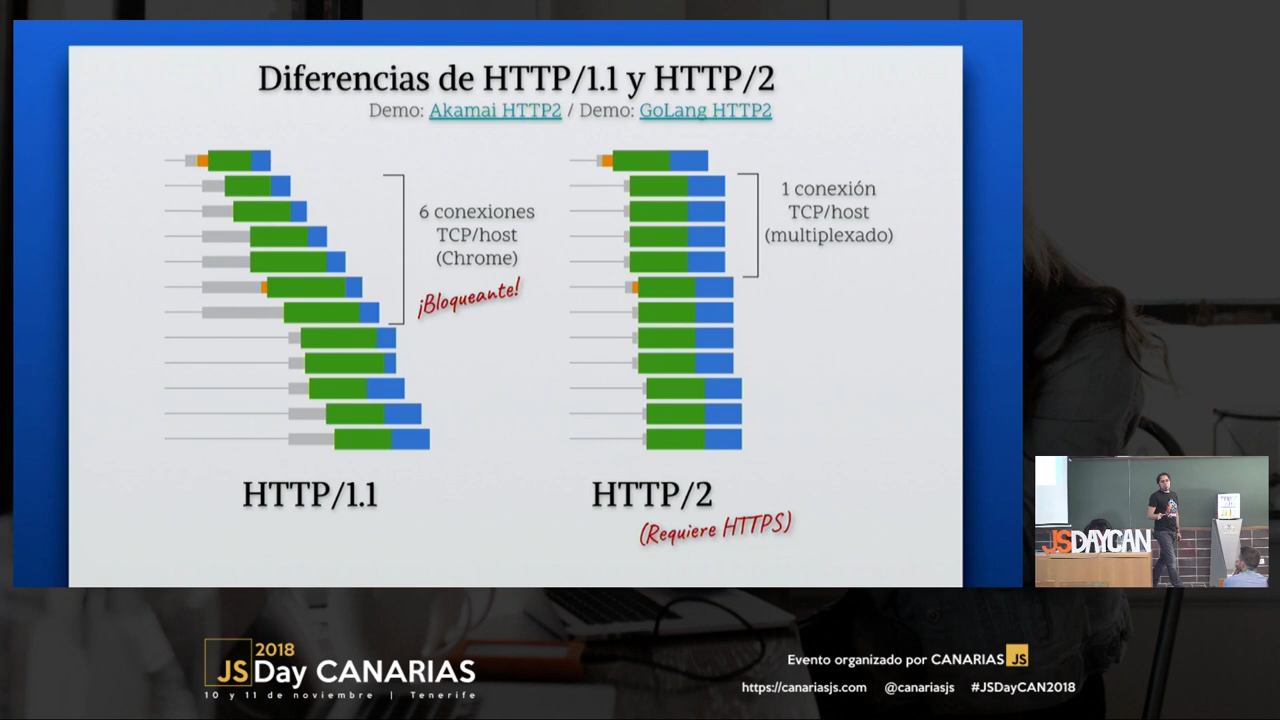 Diferencias de HTTP/1.1 y HTTP/2
Demo: Akamai HTTP2 / Demo: GoLang HTTP2
6 conexiones
TCP/host
(Chrome)
¡Bloqueante!
1 conexión
TCP/host
(multiplexado)
HTTP/1.1
HTTP/2
(Requiere HTTPS)
JSDAYCAN
2018
JSDay CANARIAS
10 y 11 de noviembre | Tenerife
Evento organizado por CANARIAS JS
https://canariasjs.com @canariasjs #JSDayCAN2018